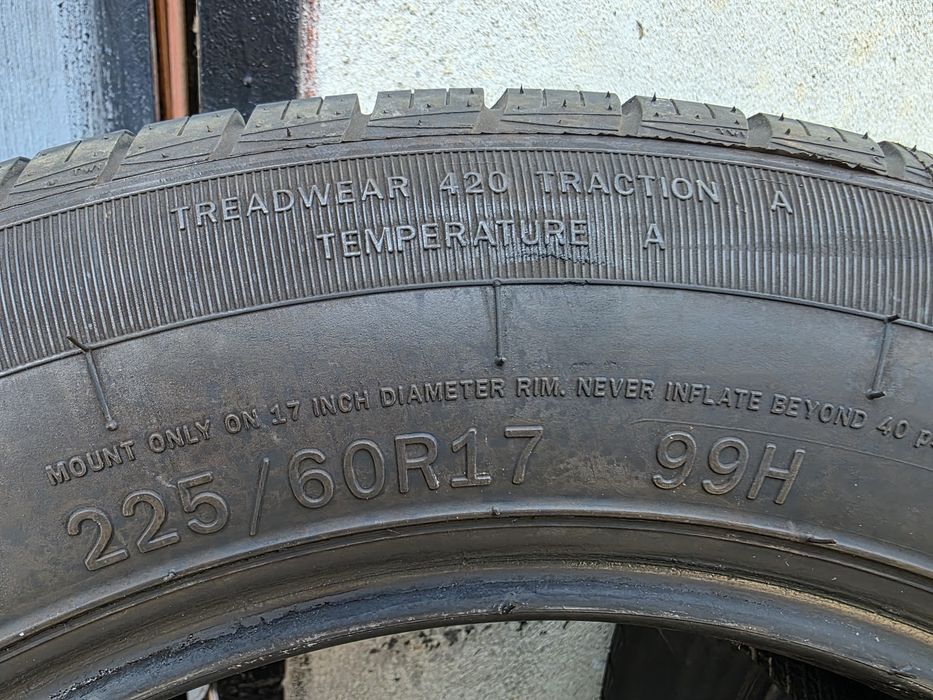 TREADWEAR 420 TRACTION A
TEMPERATURE A
MOUNT ONLY ON 17 INCH DIAMETER RIM. NEVER INFLATE BEYOND 40 P
225/60R17 99H